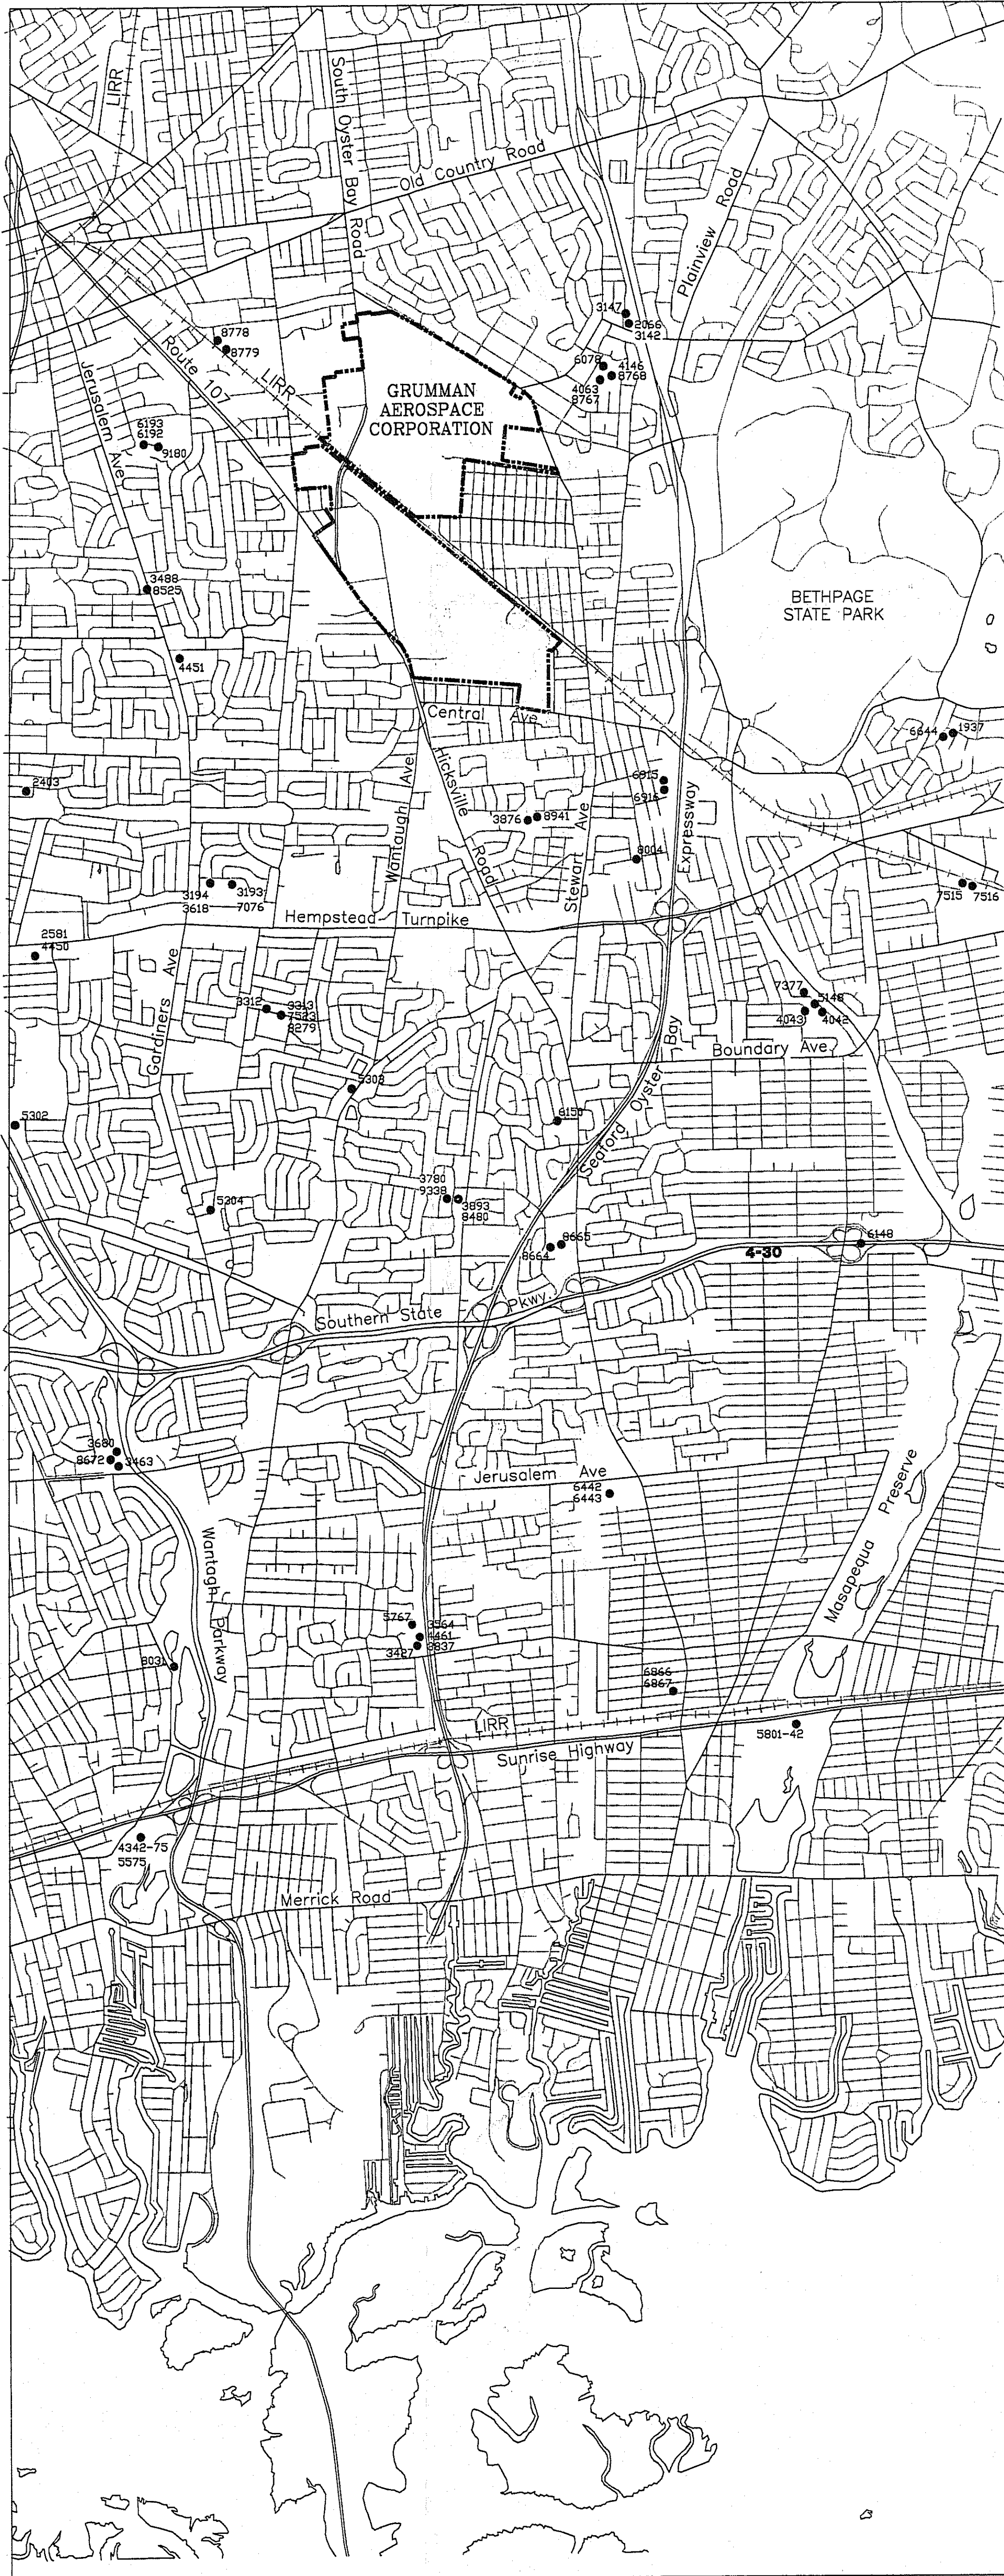 LIRR
South Oyster Bay Road
Old Country Road
Plainview Road
3147
2066
3142
8778
8779
Route 107
LIRR
6078
4146
8768
4063
8767
GRUMMAN
AEROSPACE
CORPORATION
Jerusalem Ave
6193
6192
9180
3488
8525
BETHPAGE
STATE PARK
4451
Central Ave
6644
1937
2403
Wantaugh Ave
Hicksville Road
6915
6916
3876
8941
Stewart Ave
Expressway
8004
3194
3618
3193
7076
7515
7516
Hempstead Turnpike
2581
4450
Gardiners Ave
3312
3313
7523
8279
7377
5148
4043
4042
Boundary Ave
5303
Seaford Oyster Bay
5302
6150
3780
9338
3893
8480
5304
8665
8664
6148
4-30
Southern State Pkwy.
3680
8672
3463
Jerusalem Ave
6442
6443
Masapequa Preserve
Wantagh Parkway
5767
3564
4461
3837
3427
8031
6866
6867
LIRR
5801-42
Sunrise Highway
4342-75
5575
Merrick Road